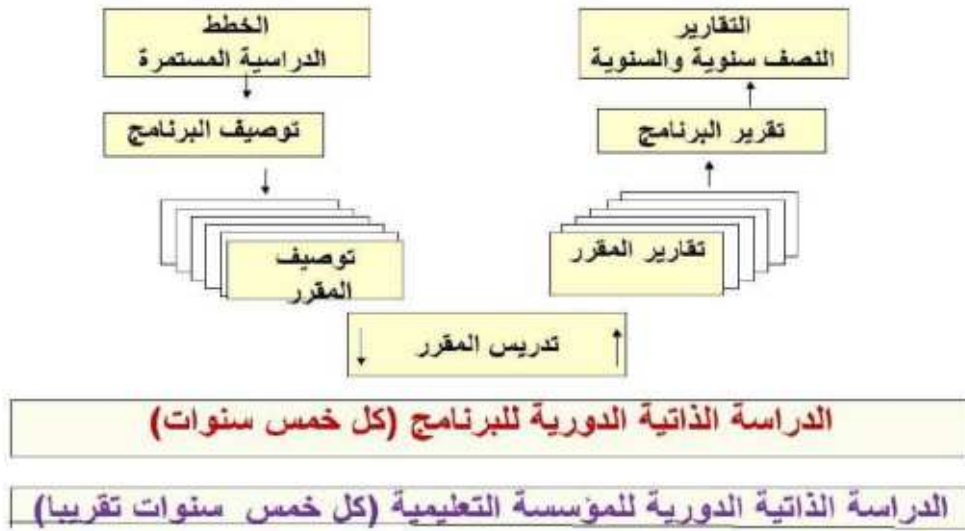 الخطط
الدراسية المستمرة
توصيف البرنامج
توصيف
المقرر
التقارير
النصف سنوية والسنوية
تقرير البرنامج
تقارير المقرر
تدريس المقرر
الدراسة الذاتية الدورية للبرنامج (كل خمس سنوات)
الدراسة الذاتية الدورية للمؤسسة التعليمية (كل خمس سنوات تقريبا)